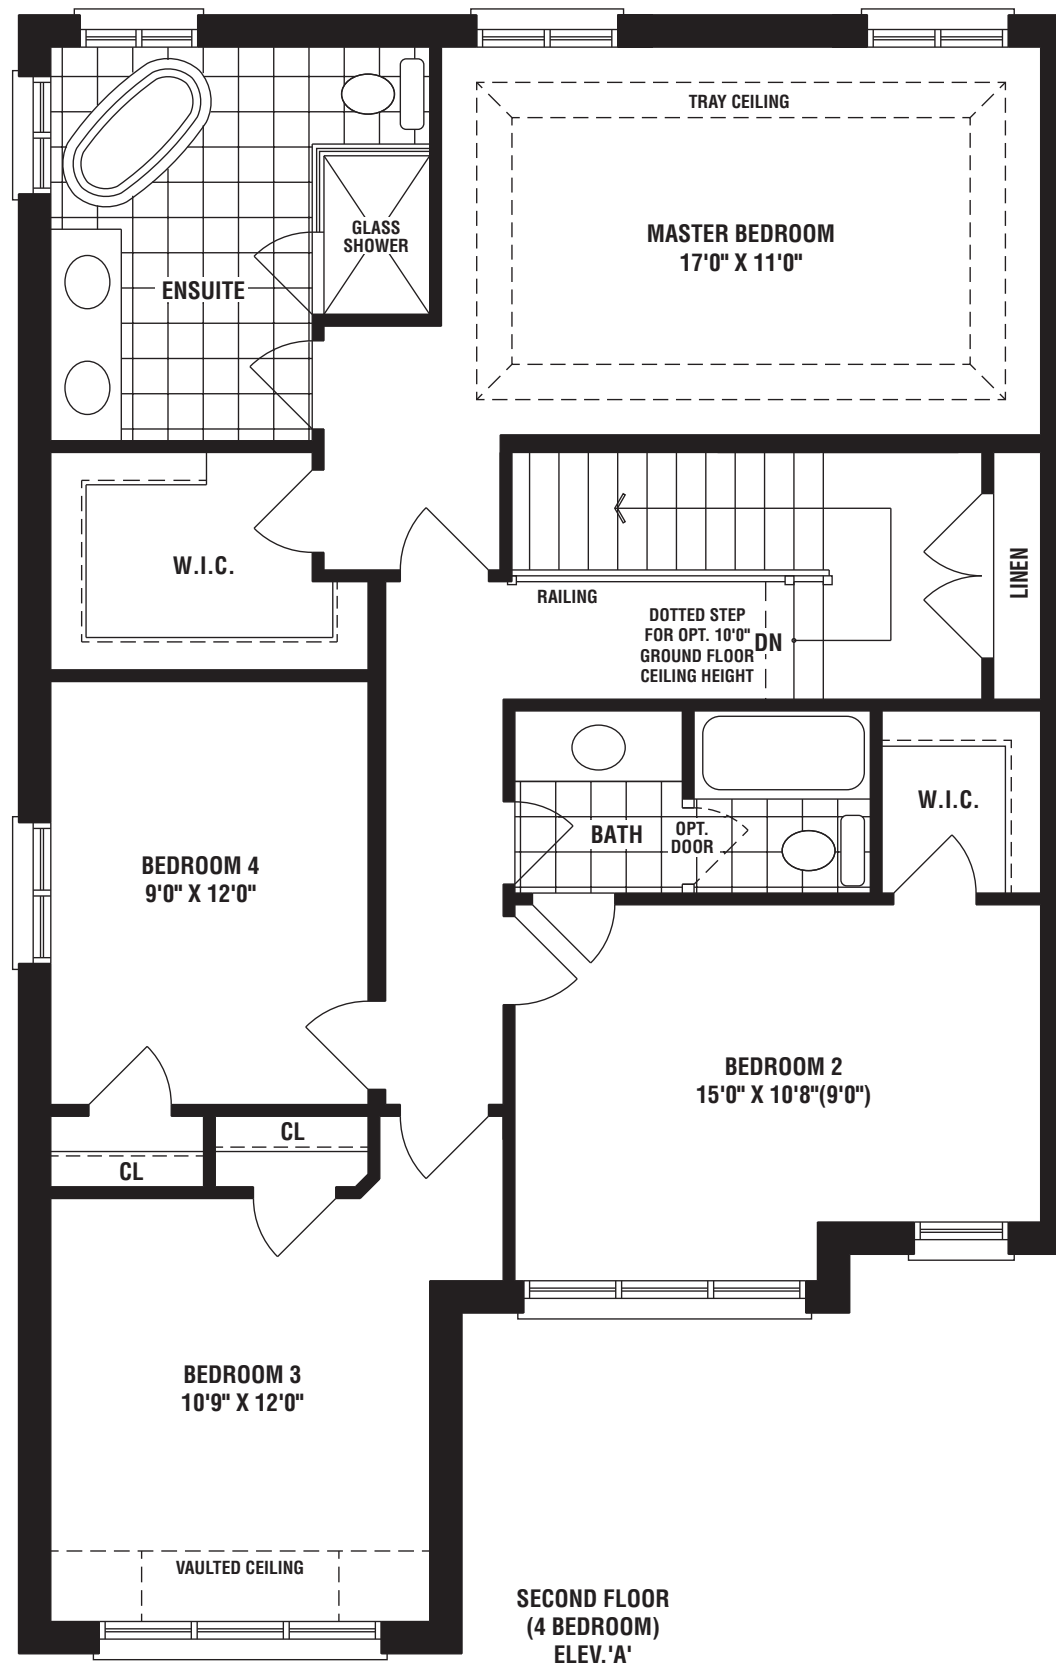 TRAY CEILING
MASTER BEDROOM
17'0" X 11'0"
GLASS
SHOWER
ENSUITE
W.I.C.
RAILING
LINEN
DOTTED STEP
FOR OPT. 10'0"
GROUND FLOOR
CEILING HEIGHT
DN
W.I.C.
BATH
OPT.
DOOR
BEDROOM 4
9'0" X 12'0"
BEDROOM 2
15'0" X 10'8"(9'0")
CL
CL
BEDROOM 3
10'9" X 12'0"
VAULTED CEILING
SECOND FLOOR
(4 BEDROOM)
ELEV.'A'